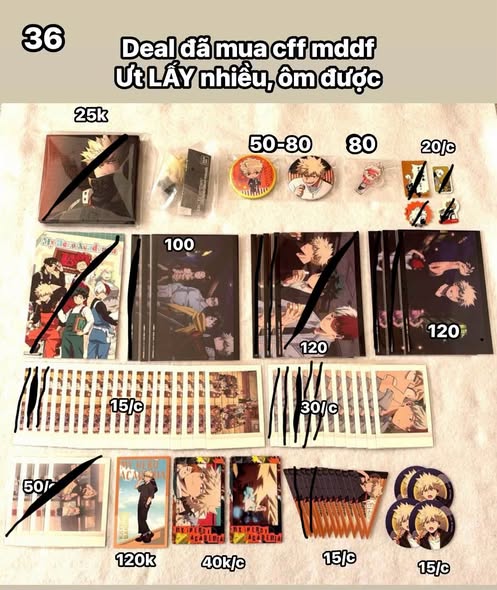 36
Deal đã mua cff mddf
Ưt LẤY nhiều, ôm được
25k
50-80
80
20/c
100
120
120
15/c
30/c
50/c
120k
40k/c
15/c
15/c